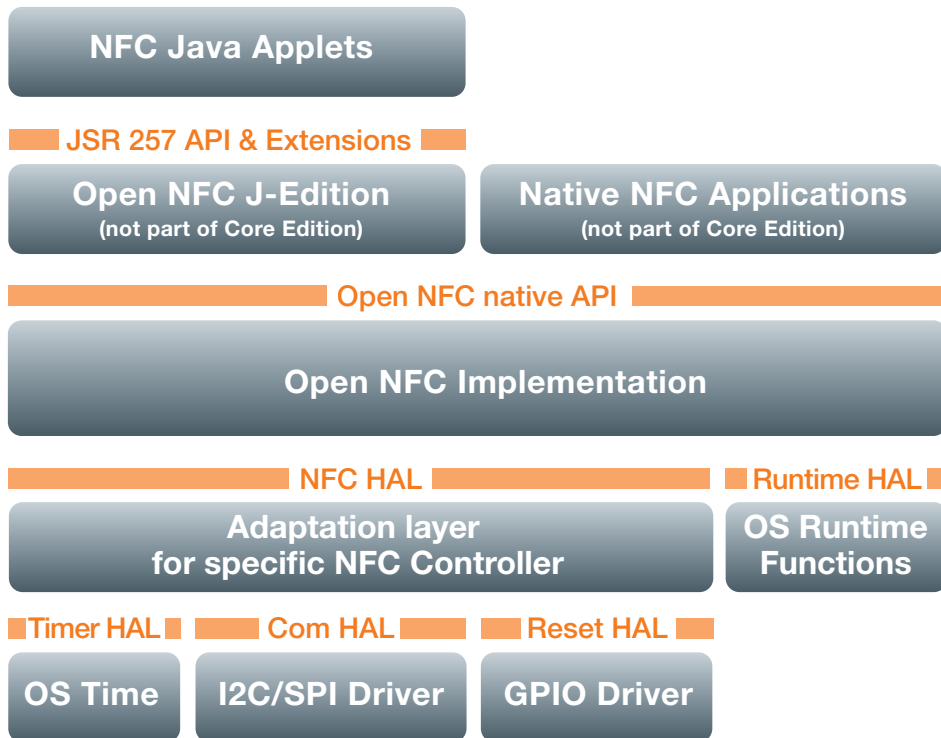 NFC Java Applets
JSR 257 API & Extensions
Open NFC J-Edition
(not part of Core Edition)
Native NFC Applications
(not part of Core Edition)
Open NFC native API
Open NFC Implementation
NFC HAL
Runtime HAL
Adaptation layer
for specific NFC Controller
OS Runtime
Functions
Timer HAL
Com HAL
Reset HAL
OS Time
I2C/SPI Driver
GPIO Driver